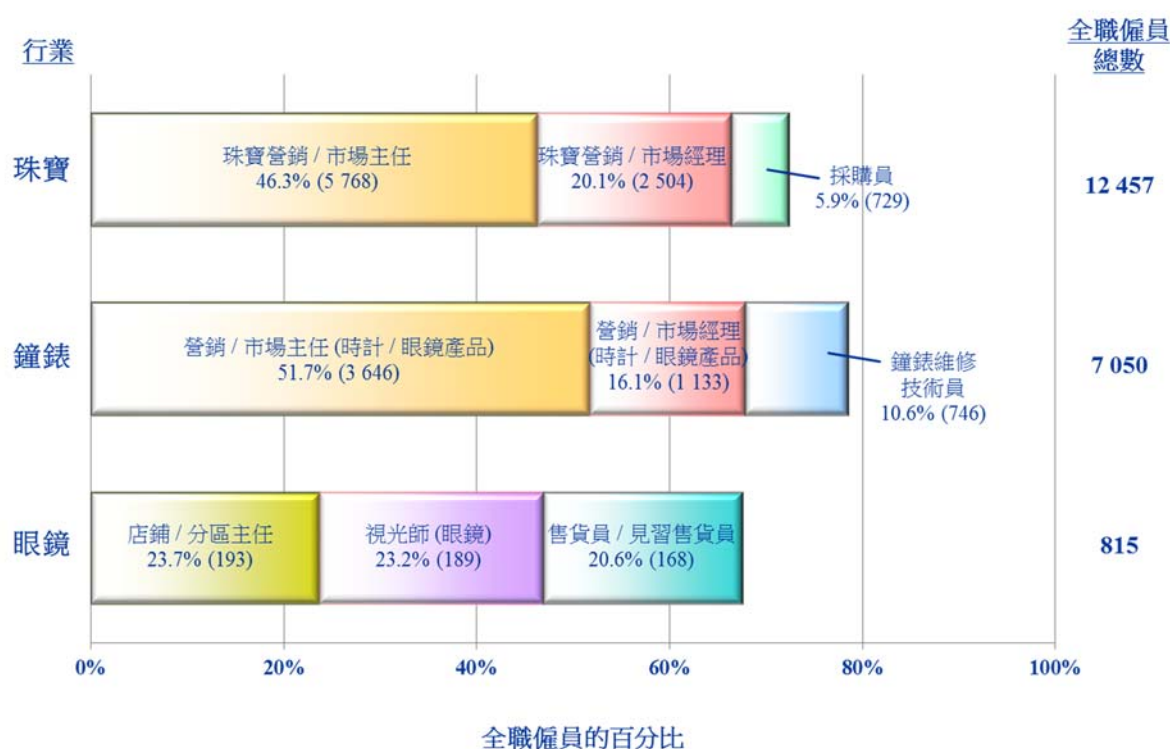 行業
全職僱員
總數
珠寶
珠寶營銷 / 市場主任
46.3% (5 768)
珠寶營銷 / 市場經理
20.1% (2 504)
採購員
5.9% (729)
12 457
鐘錶
營銷 / 市場主任 (時計 / 眼鏡產品)
51.7% (3 646)
營銷 / 市場經理
(時計 / 眼鏡產品)
16.1% (1 133)
鐘錶維修
技術員
10.6% (746)
7 050
眼鏡
店鋪 / 分區主任
23.7% (193)
視光師 (眼鏡)
23.2% (189)
售貨員 / 見習售貨員
20.6% (168)
815
0% 20% 40% 60% 80% 100%
全職僱員的百分比